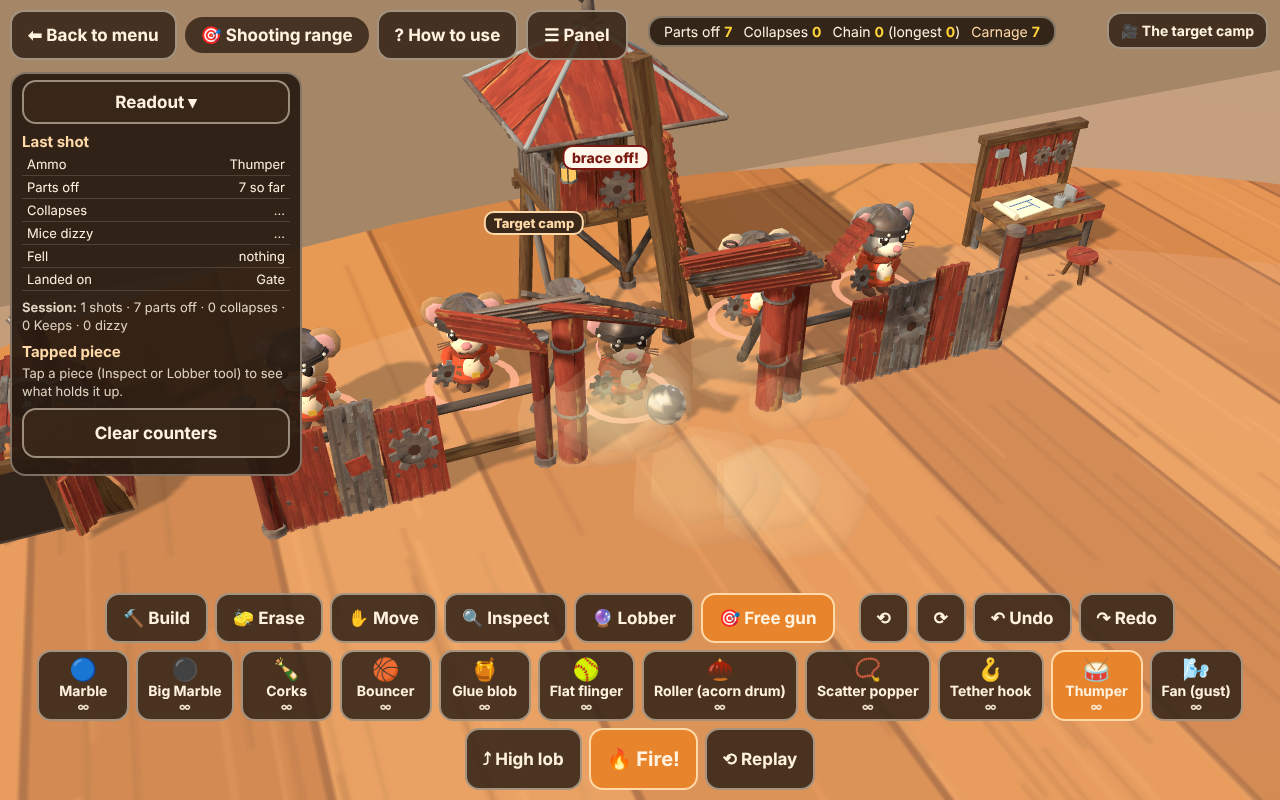 ⬅ Back to menu
🎯 Shooting range
? How to use
☰ Panel
Parts off 7 Collapses 0 Chain 0 (longest 0) Carnage 7
🎥 The target camp
Readout ▾
Last shot
Ammo Thumper
Parts off 7 so far
Collapses ...
Mice dizzy ...
Fell nothing
Landed on Gate
Session: 1 shots · 7 parts off · 0 collapses ·
0 Keeps · 0 dizzy
Tapped piece
Tap a piece (Inspect or Lobber tool) to see
what holds it up.
Clear counters
brace off!
Target camp
🔨 Build
🧽 Erase
✋ Move
🔍 Inspect
🔮 Lobber
🎯 Free gun
⟲
⟳
↶ Undo
↷ Redo
Marble
∞
Big Marble
∞
Corks
∞
Bouncer
∞
Glue blob
∞
Flat flinger
∞
Roller (acorn drum)
∞
Scatter popper
∞
Tether hook
∞
Thumper
∞
Fan (gust)
∞
⤴ High lob
🔥 Fire!
⟲ Replay